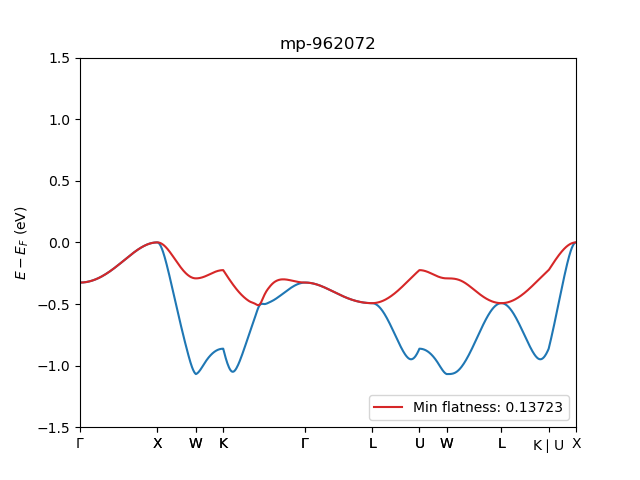 mp-962072
E − E_F (eV)
1.5
1.0
0.5
0.0
−0.5
−1.0
−1.5
Min flatness: 0.13723
Γ X W K Γ L U W L K | U X